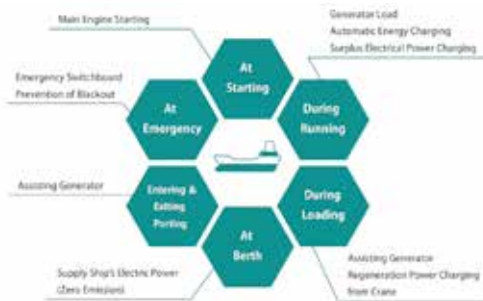 Main Engine Starting
Generator Load
Automatic Energy Charging
Surplus Electrical Power Charging
At
Starting
Emergency Switchboard
Prevention of Blackout
At
Emergency
During
Running
Assisting Generator
Entering &
Exiting
Porting
During
Loading
At
Berth
Supply Ship's Electric Power
(Zero Emission)
Assisting Generator
Regeneration Power Charging
from Crane